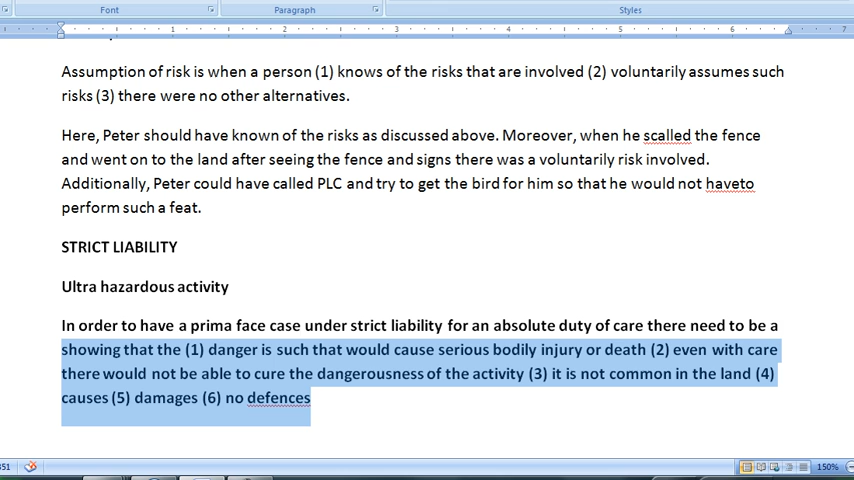 Font Paragraph Styles
1 2 3 4 5 6 7
Assumption of risk is when a person (1) knows of the risks that are involved (2) voluntarily assumes such
risks (3) there were no other alternatives.
Here, Peter should have known of the risks as discussed above. Moreover, when he scalled the fence
and went on to the land after seeing the fence and signs there was a voluntarily risk involved.
Additionally, Peter could have called PLC and try to get the bird for him so that he would not haveto
perform such a feat.
STRICT LIABILITY
Ultra hazardous activity
In order to have a prima face case under strict liability for an absolute duty of care there need to be a
showing that the (1) danger is such that would cause serious bodily injury or death (2) even with care
there would not be able to cure the dangerousness of the activity (3) it is not common in the land (4)
causes (5) damages (6) no defences
351 150%